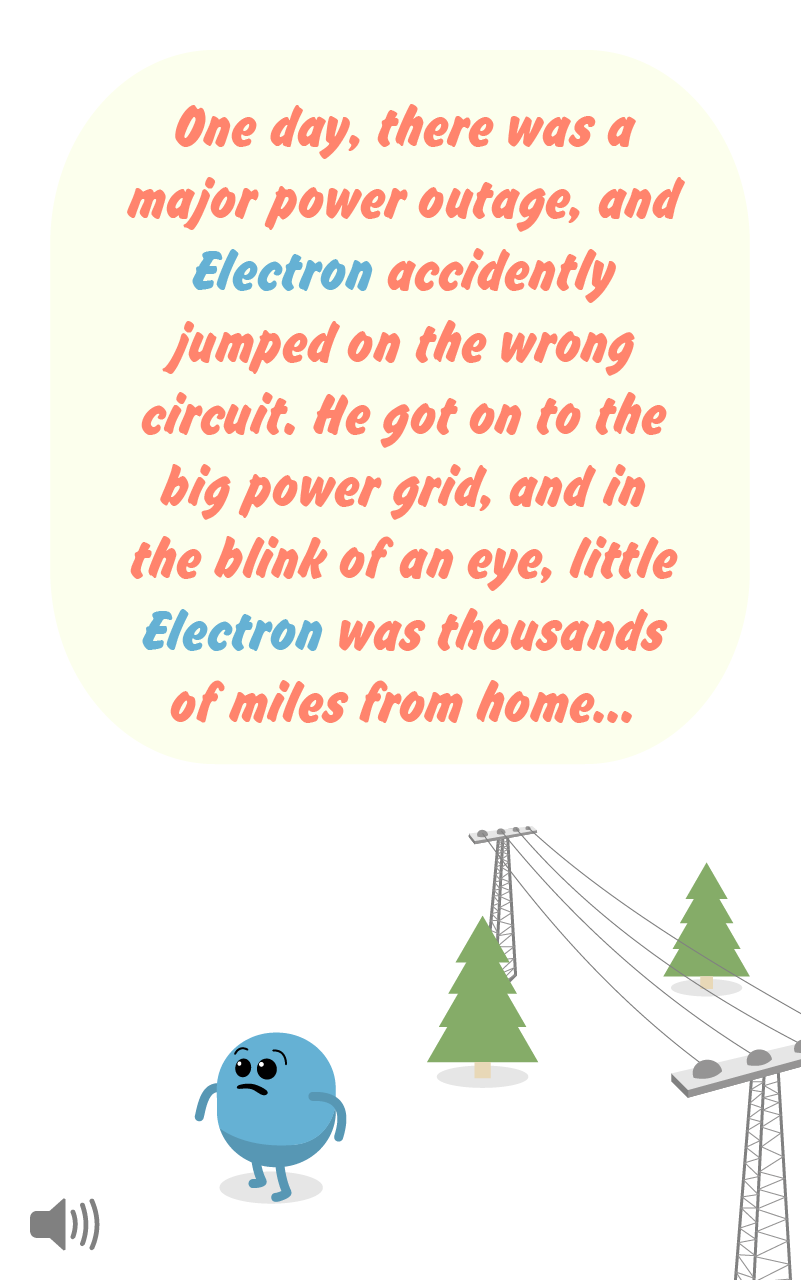 One day, there was a
major power outage, and
Electron accidently
jumped on the wrong
circuit. He got on to the
big power grid, and in
the blink of an eye, little
Electron was thousands
of miles from home...